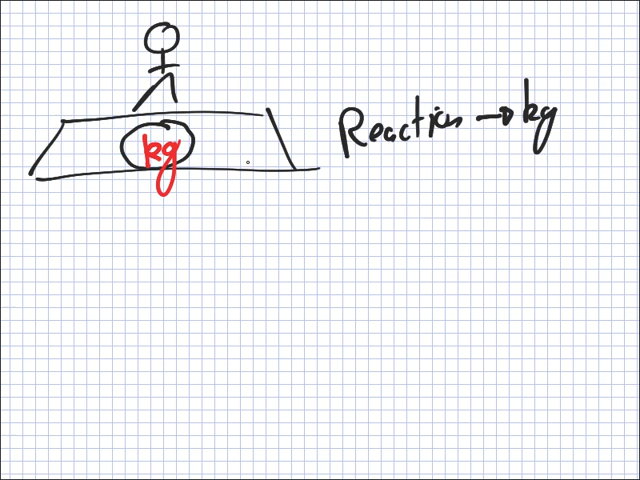 kg
Reaction → kg